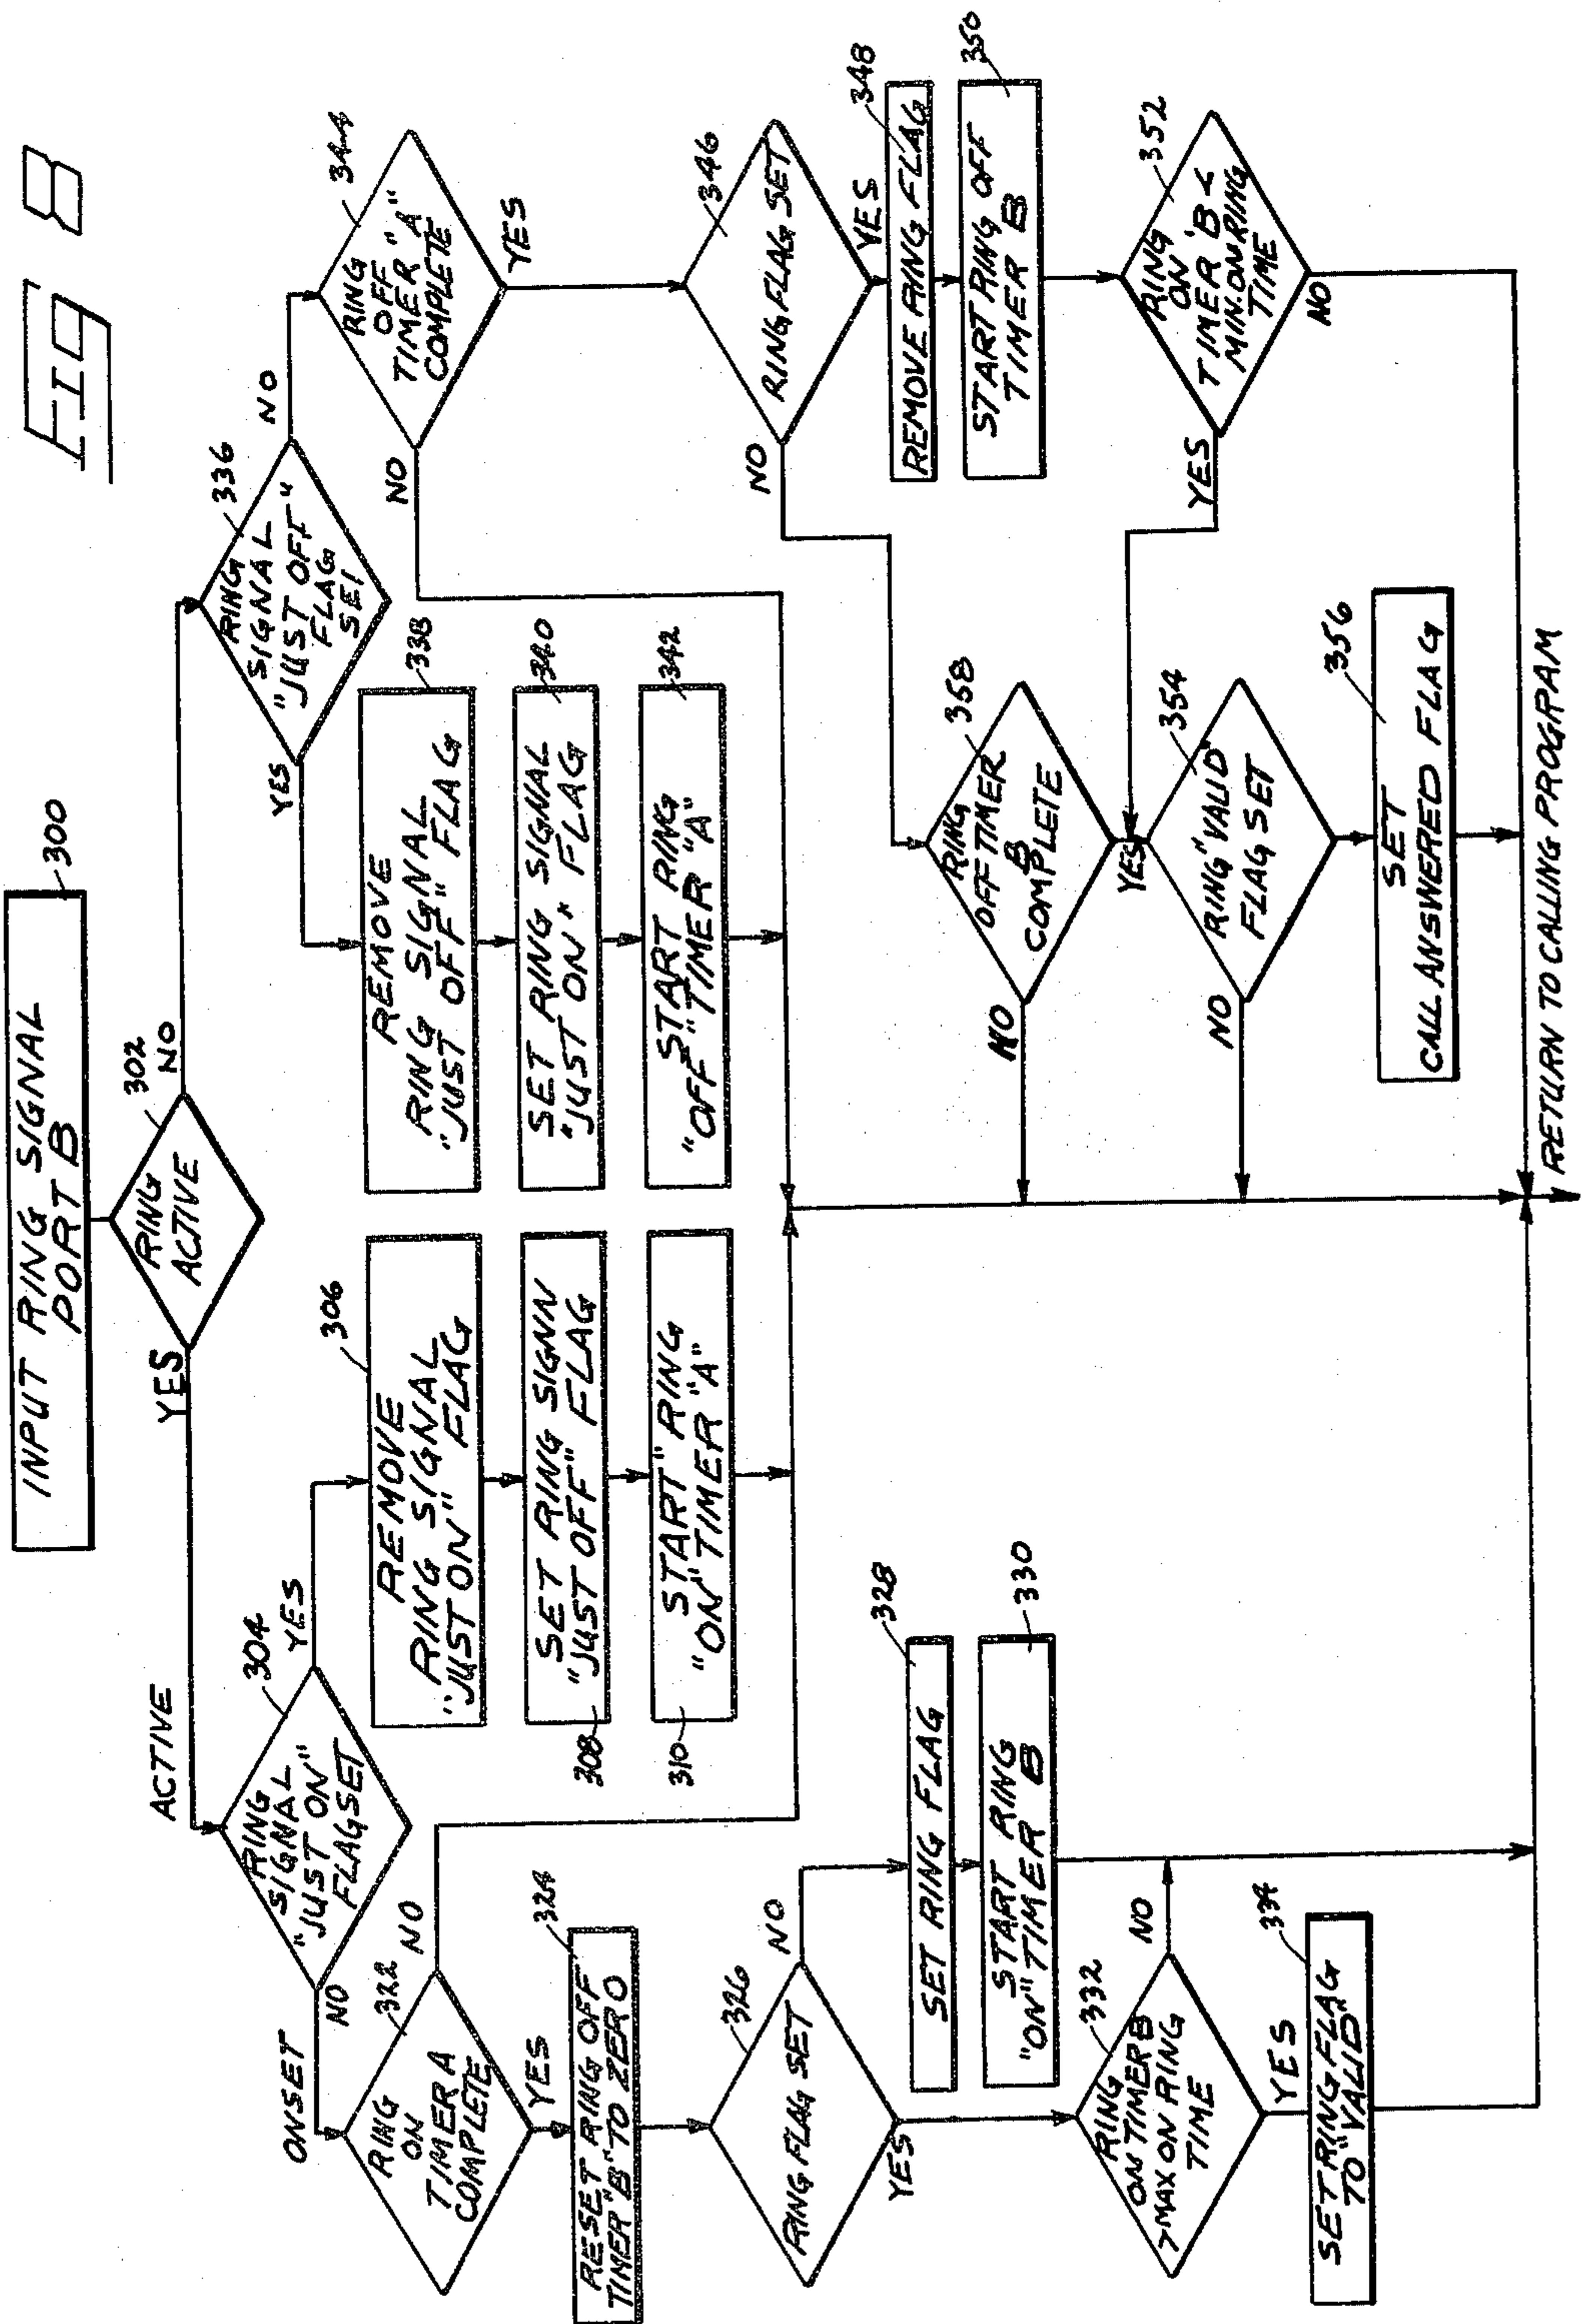 FIG 8
INPUT RING SIGNAL
PORT B
300
RING
ACTIVE
302
YES
NO
ACTIVE
RING
SIGNAL
"JUST ON"
FLAG SET
304
YES
NO
ONSET
REMOVE
RING SIGNAL
"JUST ON" FLAG
306
SET RING SIGNN
"JUST OFF" FLAG
308
START "RING
"ON" TIMER "A"
310
RING
ON
TIMER A
COMPLETE
322
NO
YES
RESET RING OFF
TIMER "B" TO ZERO
324
RING FLAG SET
326
NO
YES
SET RING FLAG
328
START RING
"ON" TIMER B
330
RING
ON TIMER B
>MAX ON RING
TIME
332
NO
YES
SET RING FLAG
TO "VALID"
334
RING
SIGNAL
"JUST OFF"
FLAG
SET
336
YES
NO
REMOVE
RING SIGNAL
"JUST OFF" FLAG
338
SET RING SIGNAL
"JUST ON" FLAG
340
START RING
"OFF" TIMER "A"
342
RING
OFF
TIMER "A"
COMPLETE
344
NO
YES
RING FLAG SET
346
NO
YES
REMOVE RING FLAG
348
START RING OFF
TIMER B
350
RING
ON
TIMER 'B <
MIN. ON RING
TIME
352
YES
NO
RING
OFF TIMER
B
COMPLETE
358
NO
YES
RING "VALID"
FLAG SET
354
NO
SET
CALL ANSWERED FLAG
356
RETURN TO CALLING PROGRAM